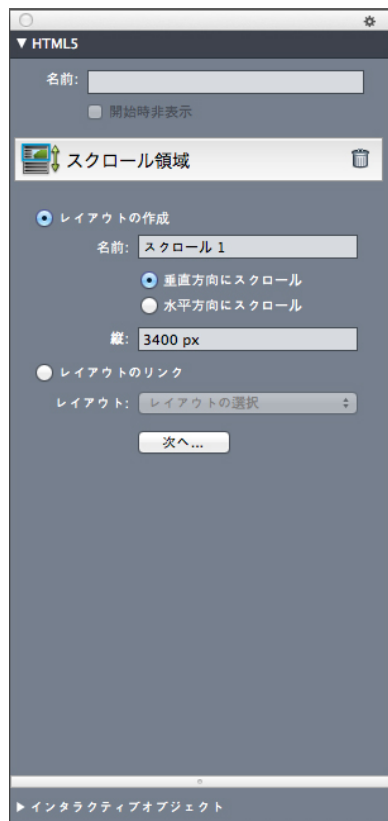 ▼ HTML5
名前:
開始時非表示
スクロール領域
レイアウトの作成
名前: スクロール 1
垂直方向にスクロール
水平方向にスクロール
縦: 3400 px
レイアウトのリンク
レイアウト: レイアウトの選択
次へ...
▶ インタラクティブオブジェクト